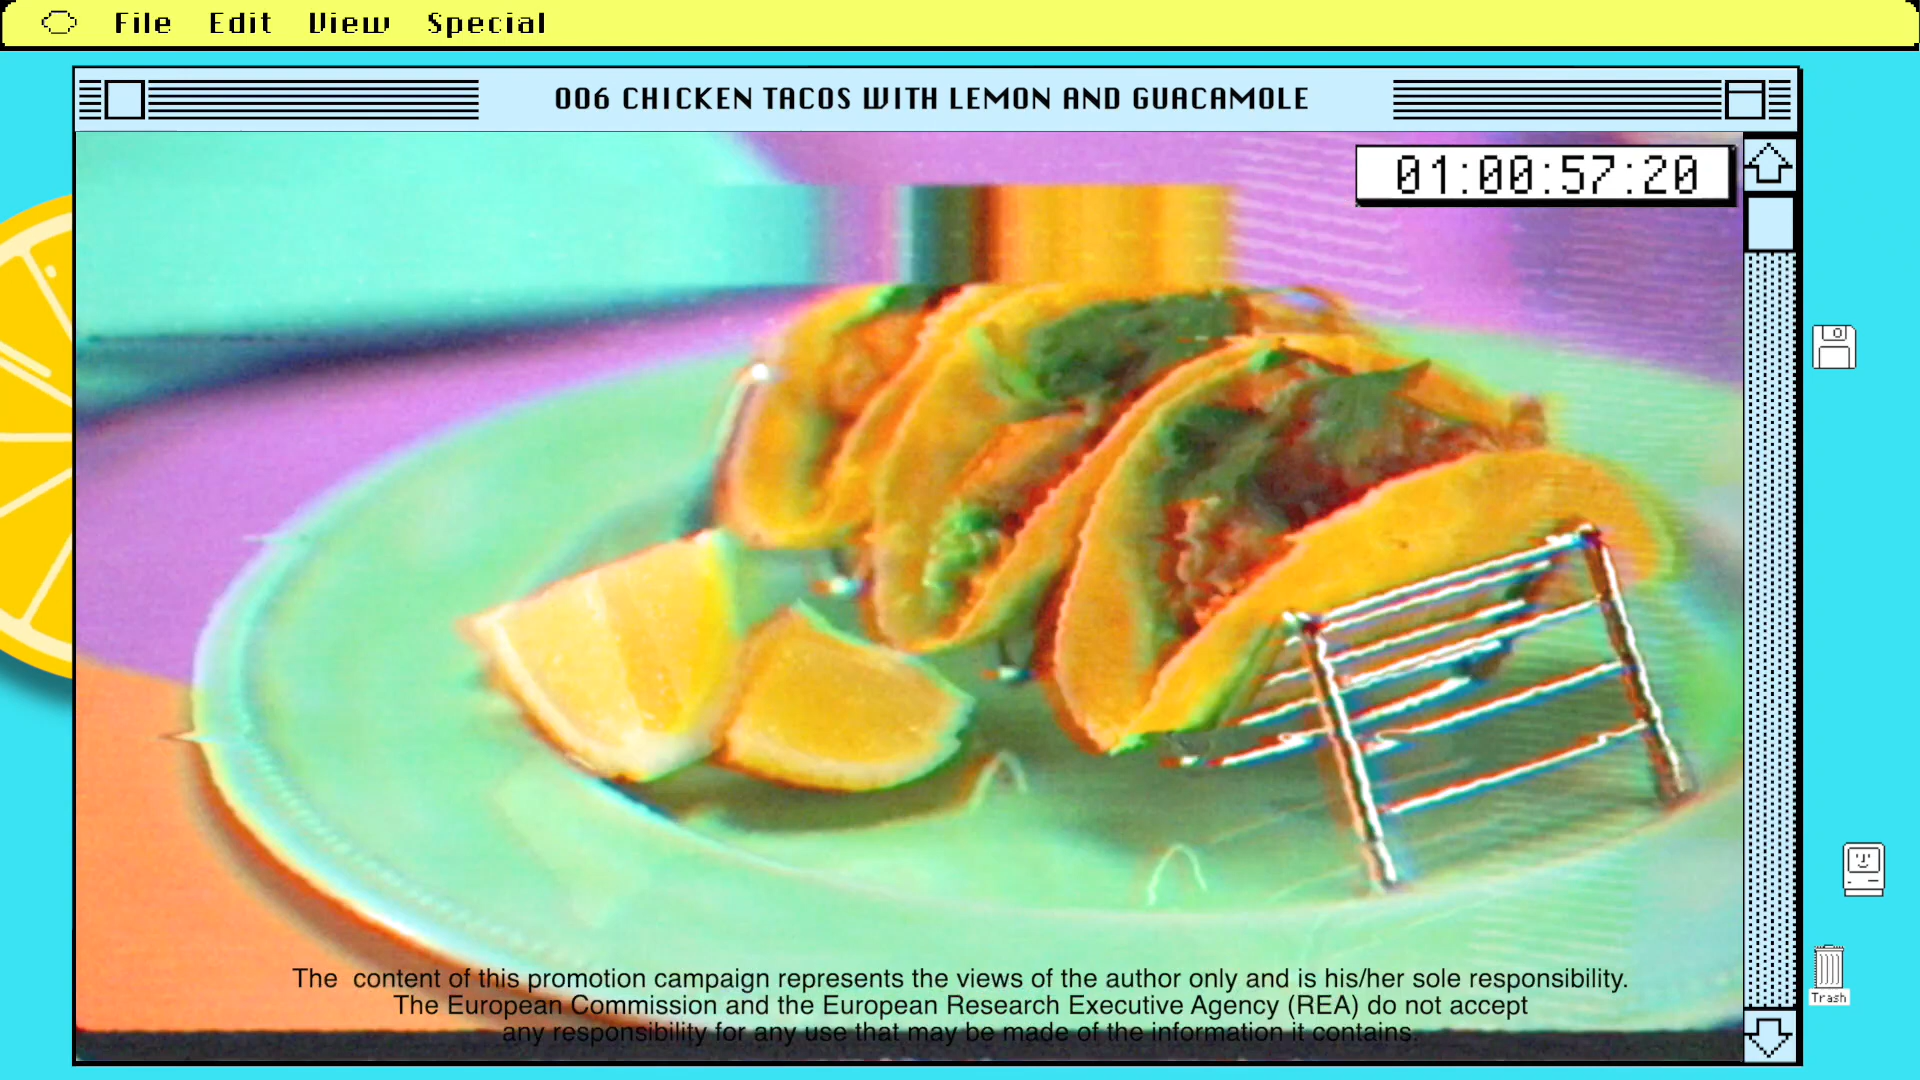 File Edit View Special
006 CHICKEN TACOS WITH LEMON AND GUACAMOLE
01:00:57:20
Trash
The content of this promotion campaign represents the views of the author only and is his/her sole responsibility.
The European Commission and the European Research Executive Agency (REA) do not accept
any responsibility for any use that may be made of the information it contains.